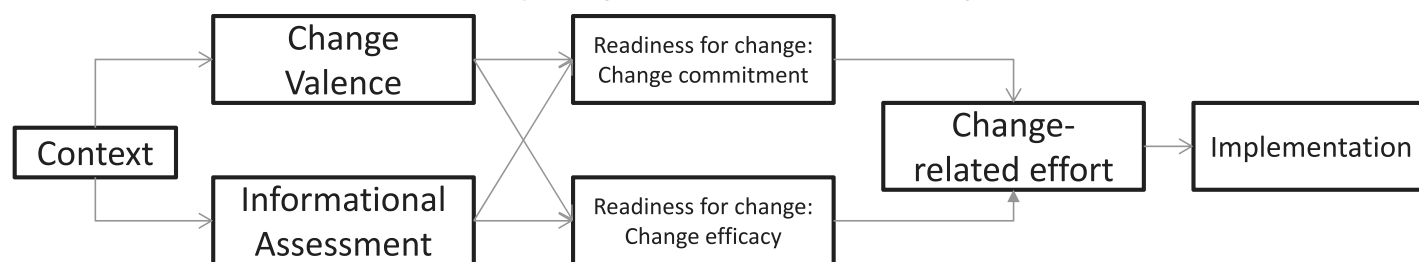 Change
Valence
Readiness for change:
Change commitment
Context
Change-
related effort
Implementation
Informational
Assessment
Readiness for change:
Change efficacy